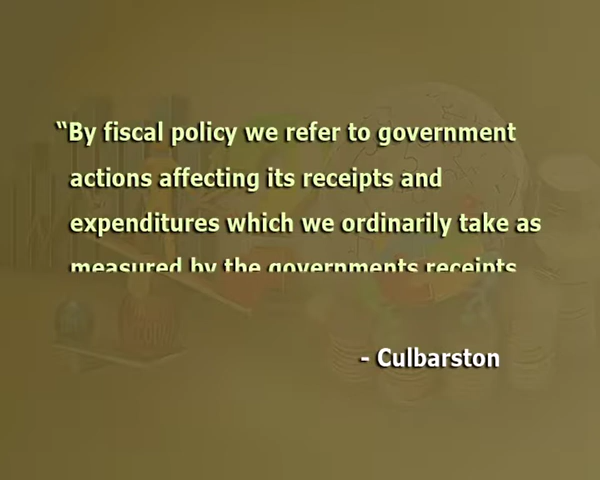 “By fiscal policy we refer to government
actions affecting its receipts and
expenditures which we ordinarily take as
measured by the governments receipts
- Culbarston